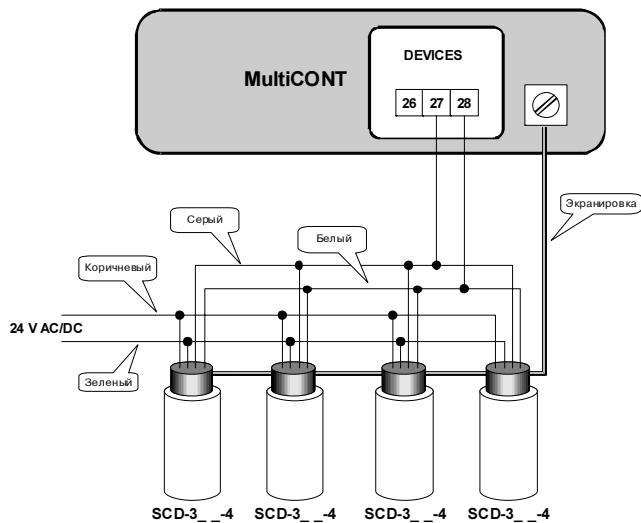 DEVICES
MultiCONT
26 27 28
Экранировка
Серый
Белый
Коричневый
24 V AC/DC
Зеленый
SCD-3_ _-4 SCD-3_ _-4 SCD-3_ _-4 SCD-3_ _-4